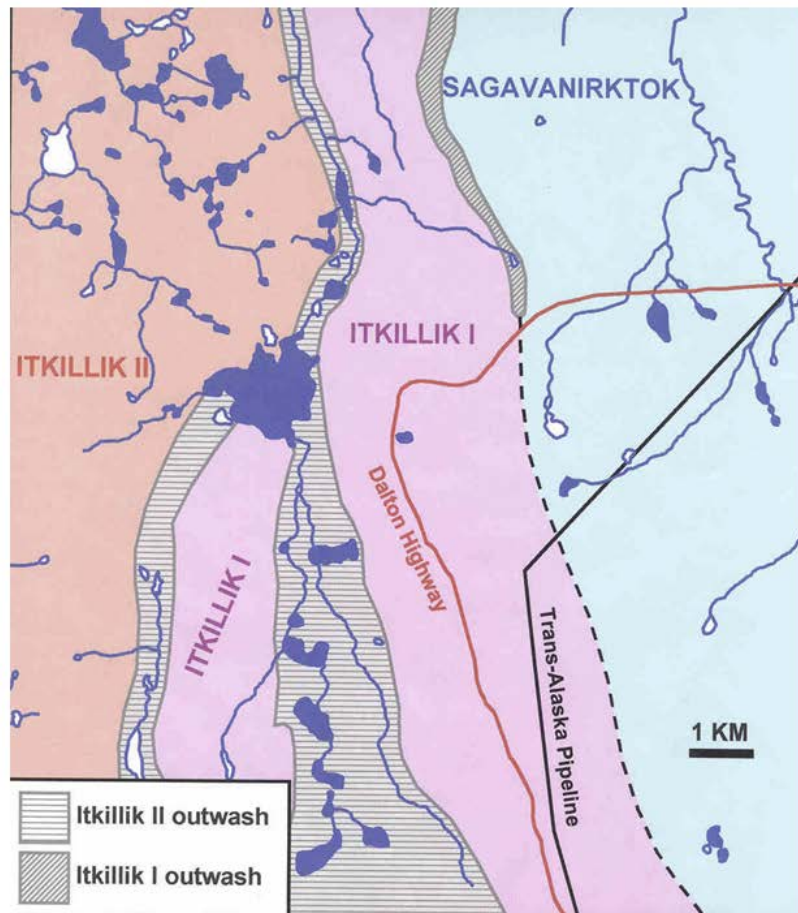 SAGAVANIRKTOK
ITKILLIK I
ITKILLIK II
Dalton Highway
ITKILLIK I
Trans-Alaska Pipeline
1 KM
Itkillik II outwash
Itkillik I outwash